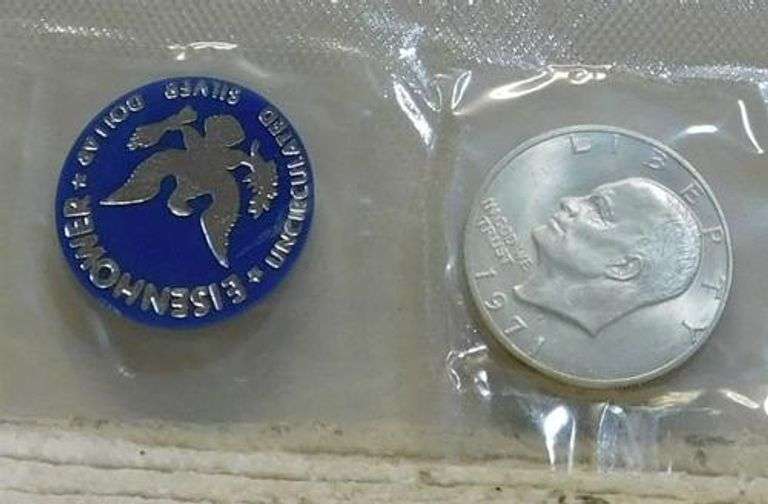 EISENHOWER
★ UNCIRCULATED SILVER DOLLAR ★
LIBERTY
IN GOD WE
TRUST
1971